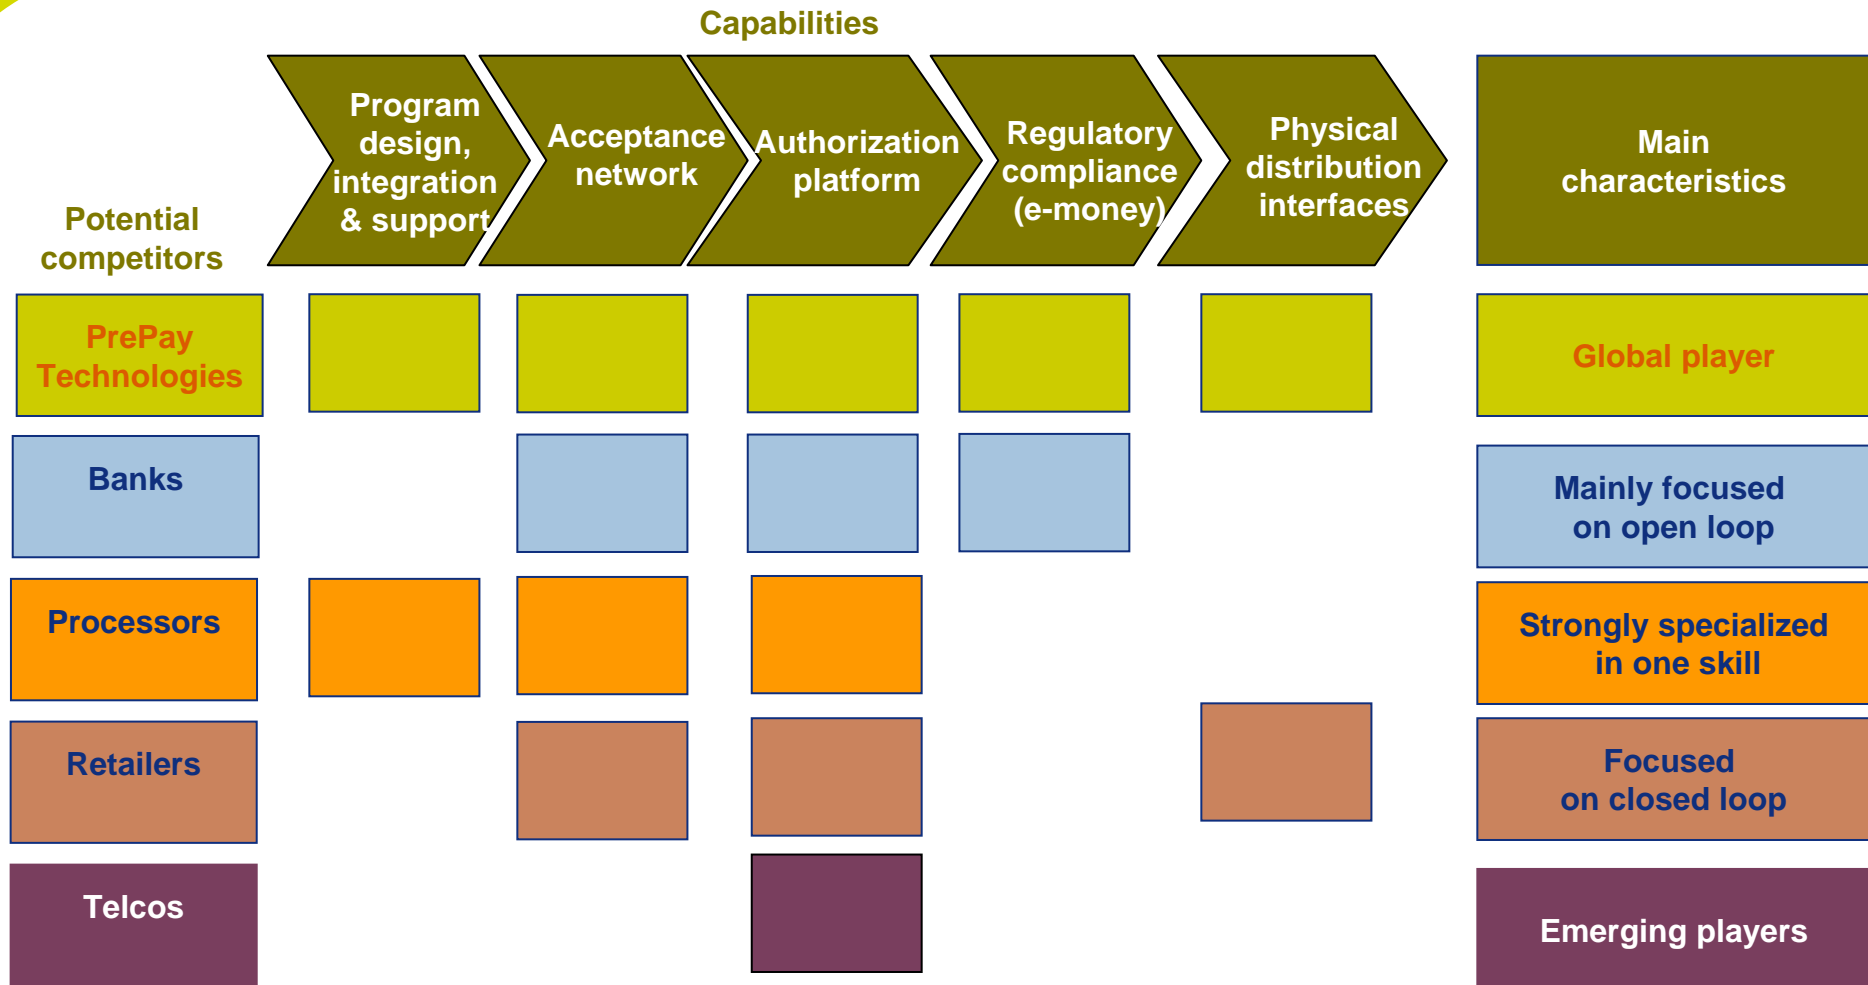 Capabilities
Program
design,
integration
& support
Acceptance
network
Authorization
platform
Regulatory
compliance
(e-money)
Physical
distribution
interfaces
Main
characteristics
Potential
competitors
PrePay
Technologies
Global player
Banks
Mainly focused
on open loop
Processors
Strongly specialized
in one skill
Retailers
Focused
on closed loop
Telcos
Emerging players